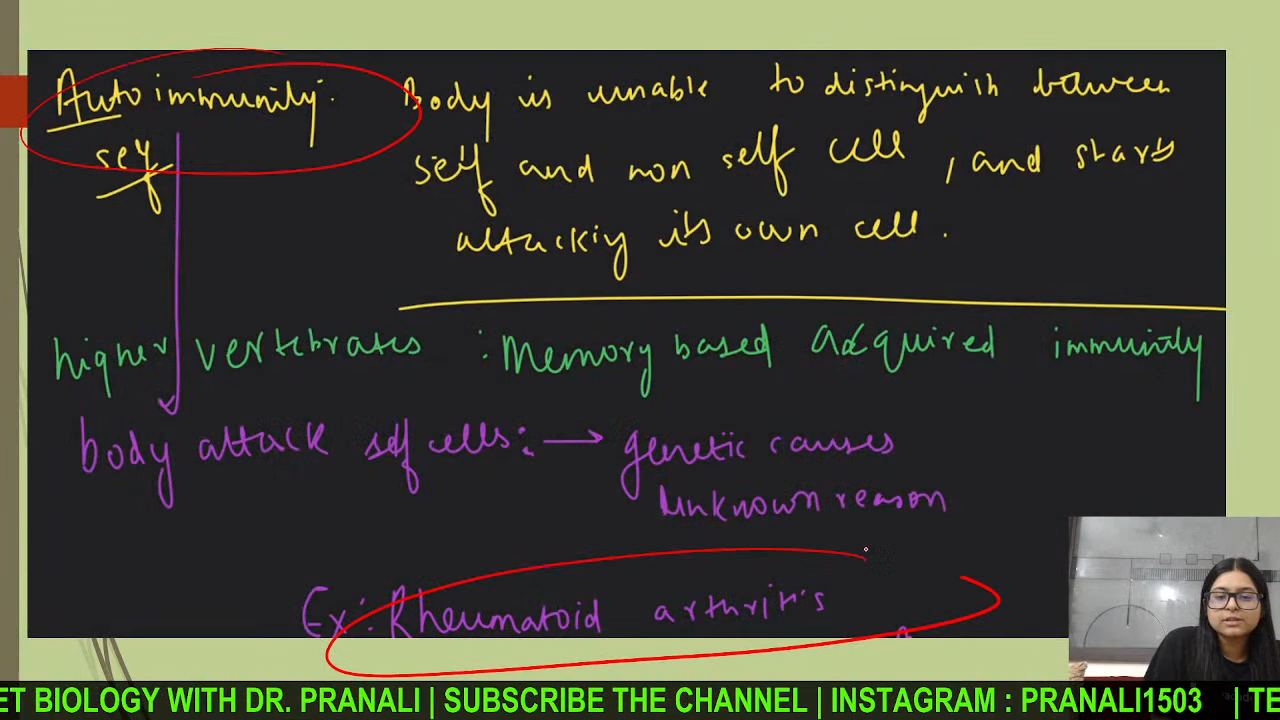 Autoimmunity: Body is unable to distinguish between
self self and non self cell, and starts
attacking its own cell.
higher vertebrates : Memory based acquired immunity
body attack self cells: → genetic causes
unknown reason
Ex: Rheumatoid arthritis
ET BIOLOGY WITH DR. PRANALI | SUBSCRIBE THE CHANNEL | INSTAGRAM : PRANALI1503 | TE